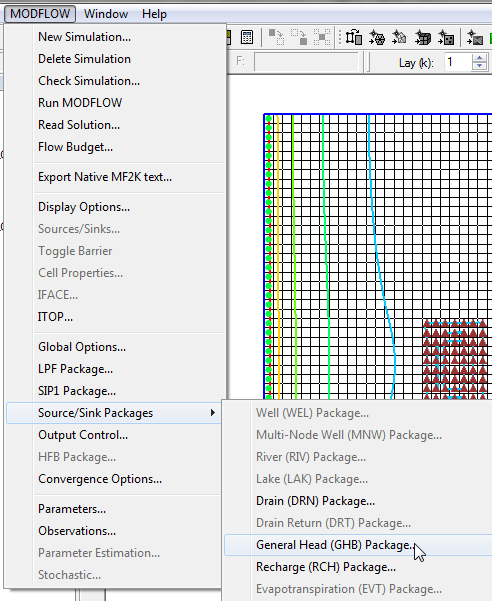 MODFLOW Window Help
New Simulation...
Delete Simulation
Check Simulation...
Run MODFLOW
Read Solution...
Flow Budget...
Export Native MF2K text...
Display Options...
Sources/Sinks...
Toggle Barrier
Cell Properties...
IFACE...
ITOP...
Global Options...
LPF Package...
SIP1 Package...
Source/Sink Packages
Output Control...
HFB Package...
Convergence Options...
Parameters...
Observations...
Parameter Estimation...
Stochastic...
F: Lay (k): 1
Well (WEL) Package...
Multi-Node Well (MNW) Package...
River (RIV) Package...
Lake (LAK) Package...
Drain (DRN) Package...
Drain Return (DRT) Package...
General Head (GHB) Package...
Recharge (RCH) Package...
Evapotranspiration (EVT) Package...